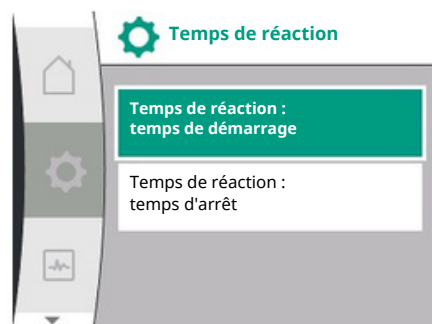 Temps de réaction
Temps de réaction :
temps de démarrage
Temps de réaction :
temps d'arrêt